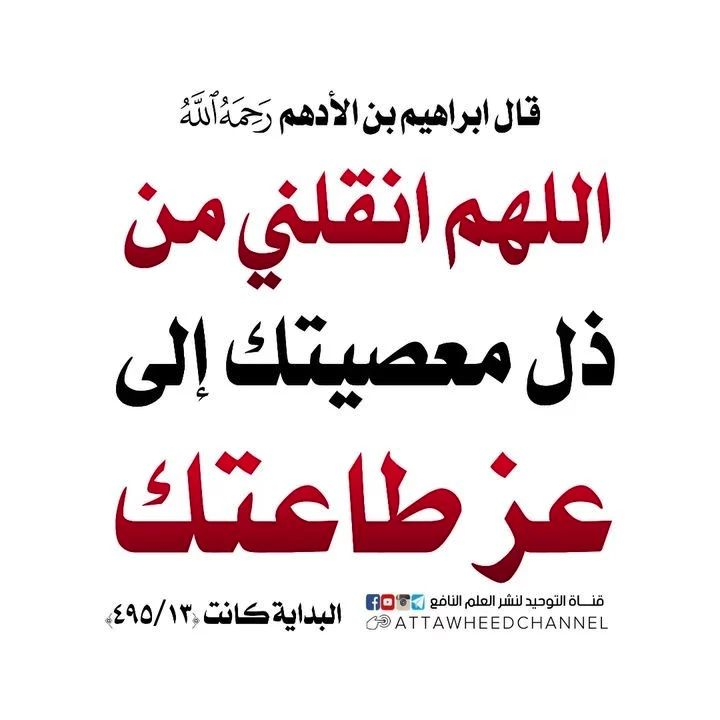 قال ابراهيم بن الأدهم رَحِمَهُ ٱللَّهُ
اللهم انقلني من
ذل معصيتك إلى
عز طاعتك
قنـاة التوحيد لنشر العلم النافع
ATTAWHEEDCHANNEL
البداية كانت ﴿٤٩٥/١٣﴾